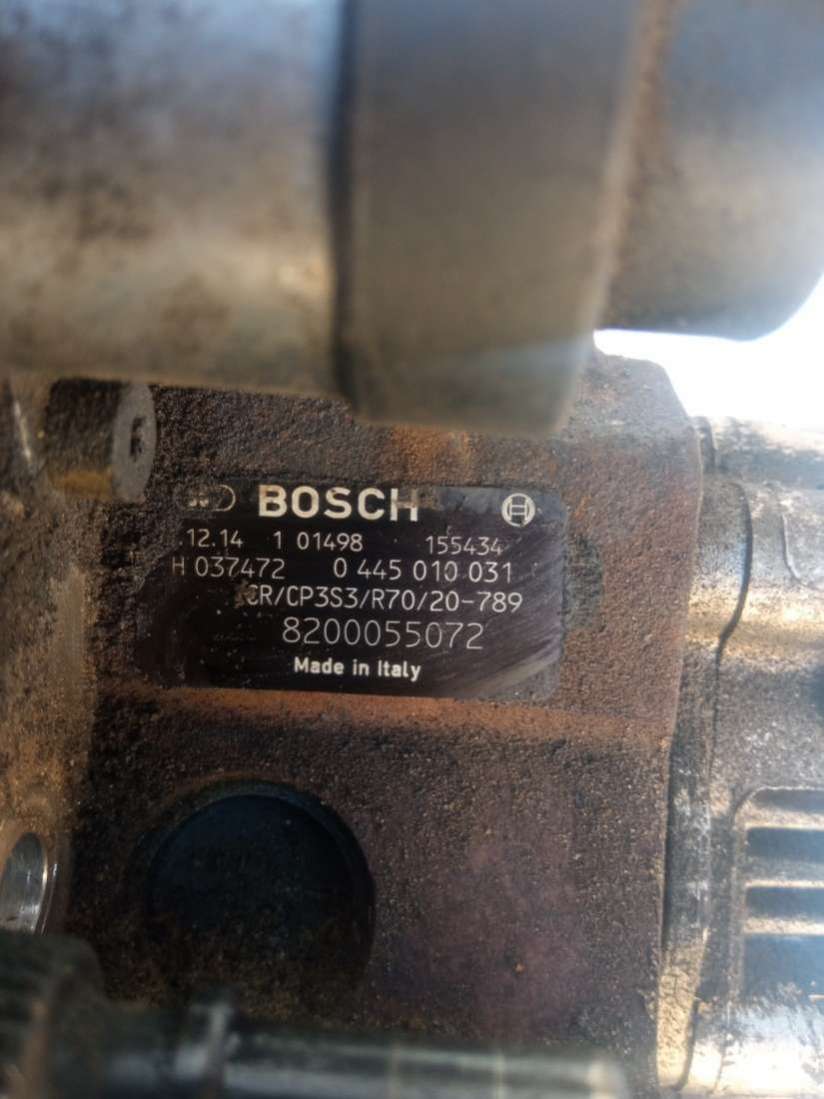 BOSCH
.12.14 1 01498 155434
H 037472 0 445 010 031
CR/CP3S3/R70/20-789
8200055072
Made in Italy